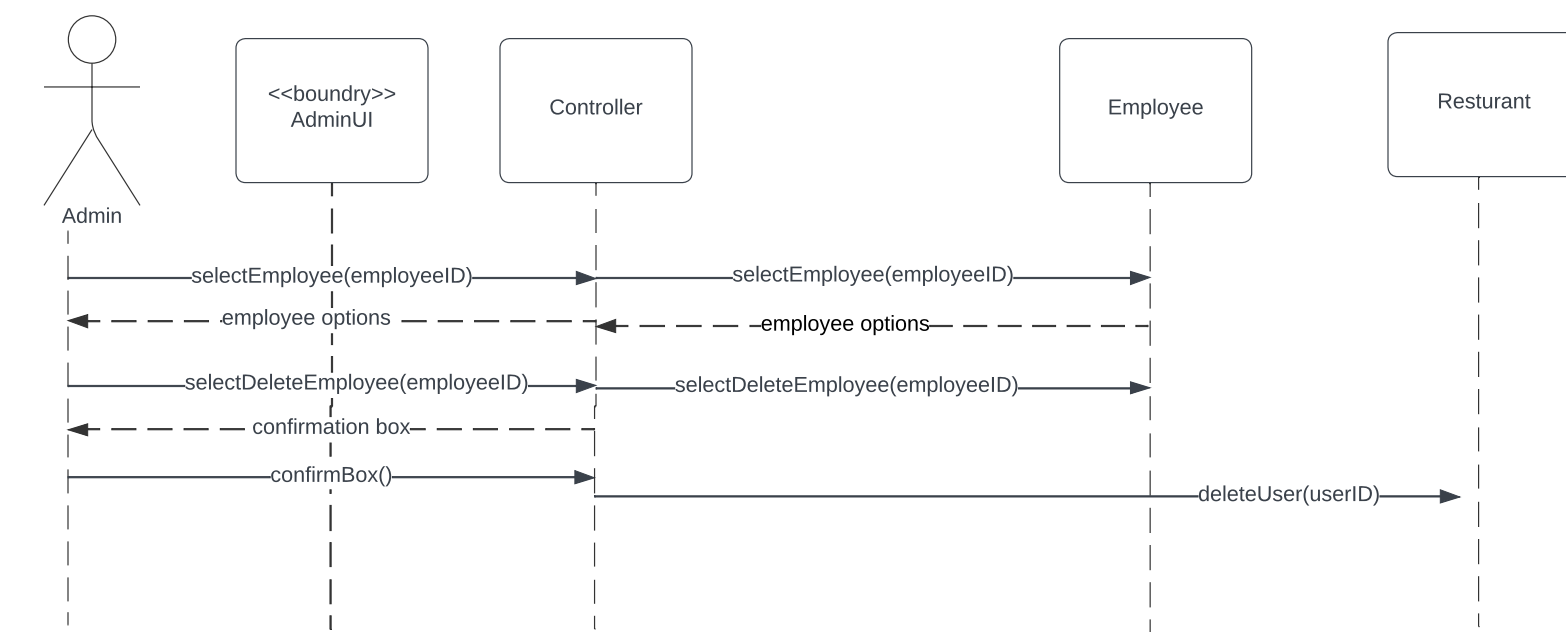 <<boundry>>
AdminUI
Controller
Employee
Resturant
Admin
selectEmployee(employeeID)
selectEmployee(employeeID)
employee options
employee options
selectDeleteEmployee(employeeID)
selectDeleteEmployee(employeeID)
confirmation box
confirmBox()
deleteUser(userID)